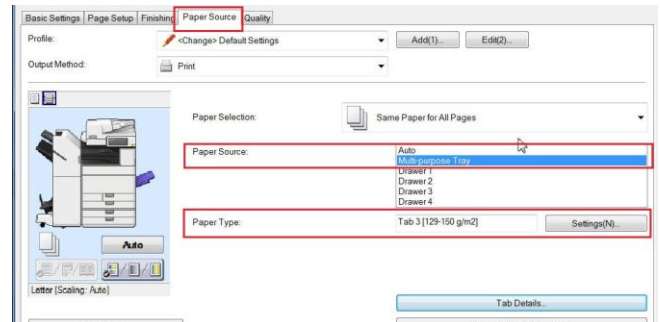 Basic Settings Page Setup Finishing Paper Source Quality
Profile: <Change> Default Settings Add(1)... Edit(2)...
Output Method: Print
Paper Selection: Same Paper for All Pages
Paper Source: Auto
Multi-purpose Tray
Drawer 1
Drawer 2
Drawer 3
Drawer 4
Paper Type: Tab 3 [129-150 g/m2] Settings(N)...
Auto
Letter [Scaling: Auto]
Tab Details...